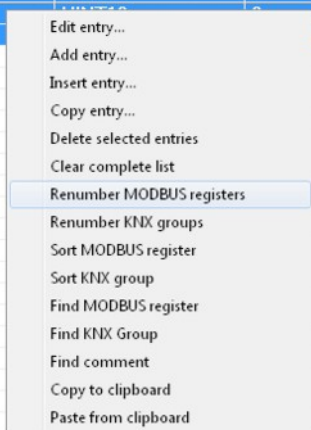 Edit entry...
Add entry...
Insert entry...
Copy entry...
Delete selected entries
Clear complete list
Renumber MODBUS registers
Renumber KNX groups
Sort MODBUS register
Sort KNX group
Find MODBUS register
Find KNX Group
Find comment
Copy to clipboard
Paste from clipboard